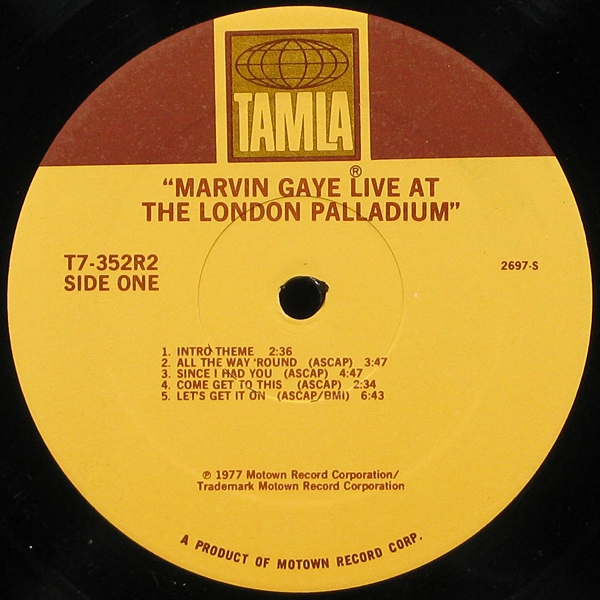 TAMLA
®
“MARVIN GAYE LIVE AT
THE LONDON PALLADIUM”
T7-352R2
SIDE ONE
2697-S
1. INTRO THEME 2:36
2. ALL THE WAY 'ROUND (ASCAP) 3:47
3. SINCE I HAD YOU (ASCAP) 4:47
4. COME GET TO THIS (ASCAP) 2:34
5. LET'S GET IT ON (ASCAP/BMI) 6:43
℗ 1977 Motown Record Corporation/
Trademark Motown Record Corporation
A PRODUCT OF MOTOWN RECORD CORP.